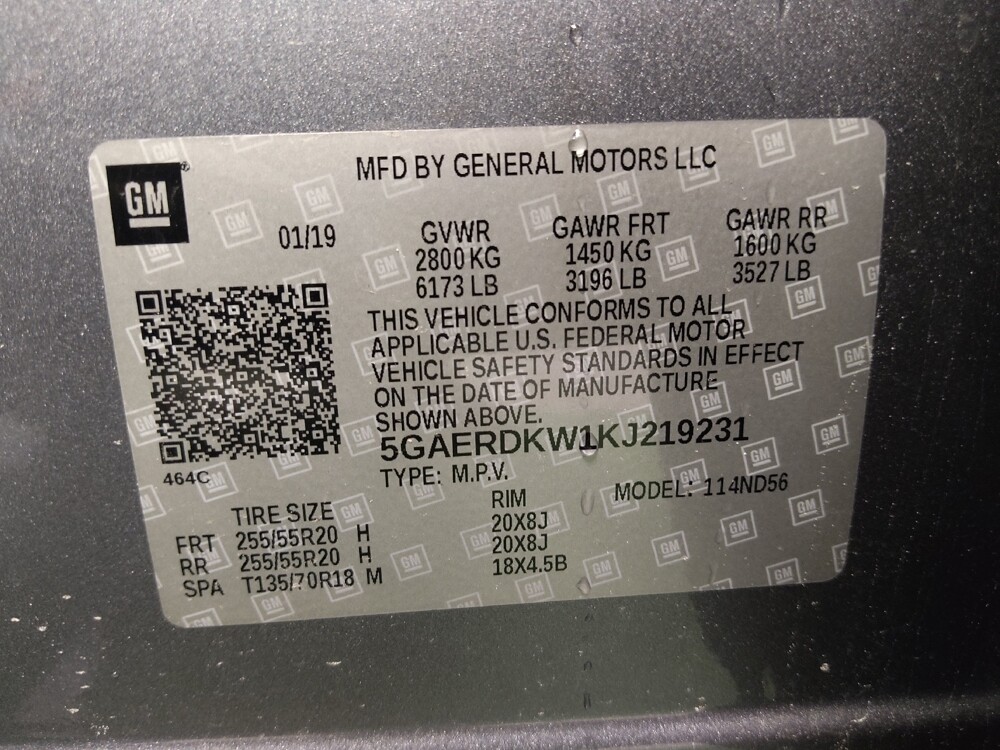 GM
MFD BY GENERAL MOTORS LLC
01/19
GVWR GAWR FRT GAWR RR
2800 KG 1450 KG 1600 KG
6173 LB 3196 LB 3527 LB
THIS VEHICLE CONFORMS TO ALL
APPLICABLE U.S. FEDERAL MOTOR
VEHICLE SAFETY STANDARDS IN EFFECT
ON THE DATE OF MANUFACTURE
SHOWN ABOVE.
5GAERDKW1KJ219231
464C
TYPE: M.P.V. MODEL: 114ND56
TIRE SIZE RIM
FRT 255/55R20 H 20X8J
RR 255/55R20 H 20X8J
SPA T135/70R18 M 18X4.5B